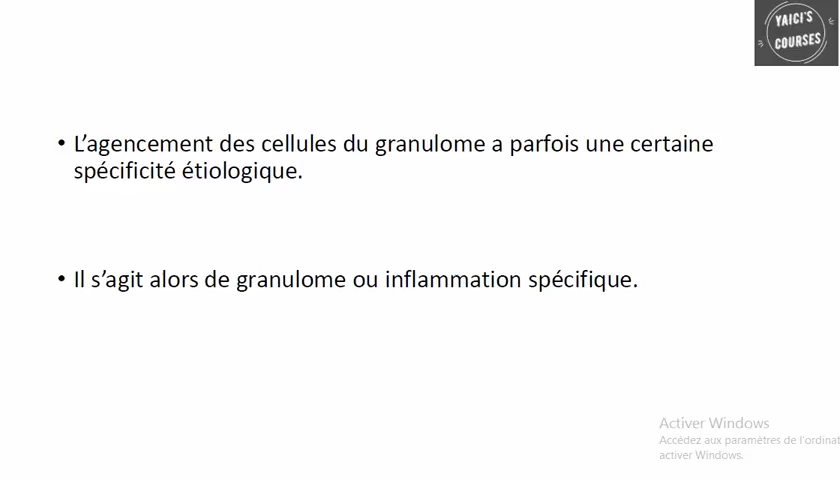 YAICI'S
COURSES
• L'agencement des cellules du granulome a parfois une certaine
spécificité étiologique.
• Il s'agit alors de granulome ou inflammation spécifique.
Activer Windows
Accédez aux paramètres de l'ordinat
activer Windows.